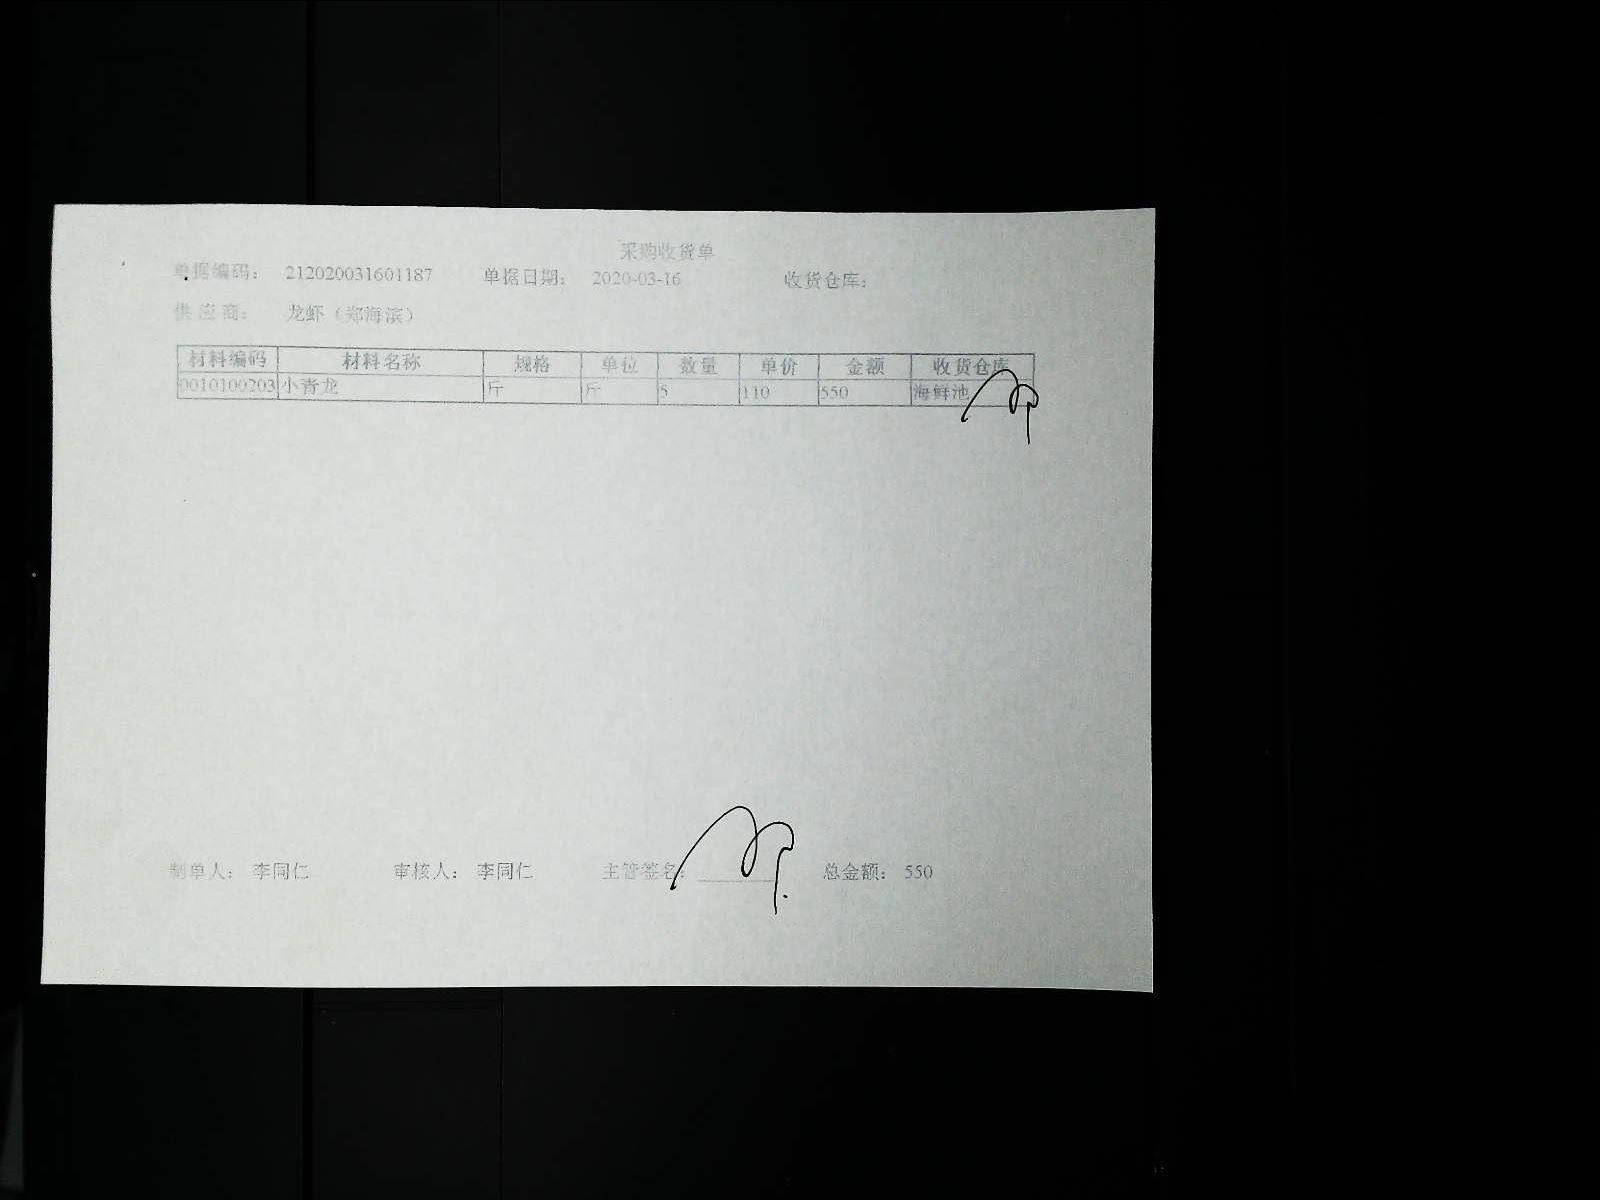 采购收货单
单据编码： 212020031601187 单据日期： 2020-03-16 收货仓库：
供应商： 龙虾（郑海滨）
材料编码 材料名称 规格 单位 数量 单价 金额 收货仓库
0010100203 小青龙 斤 斤 5 110 550 海鲜池
制单人： 李同仁 审核人： 李同仁 主管签名： 总金额： 550